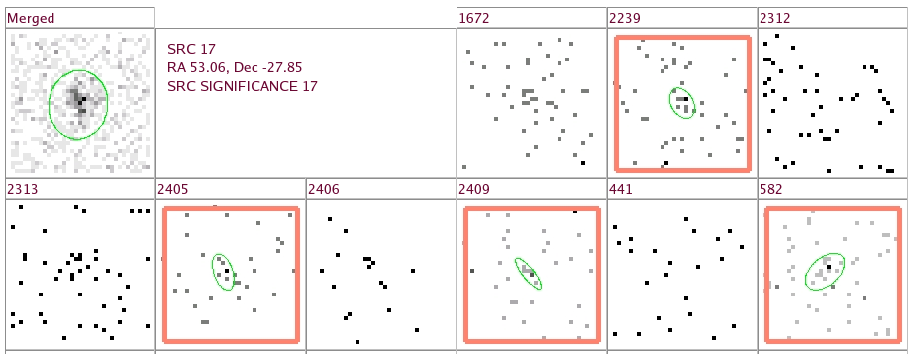 Merged
1672
2239
2312
SRC 17
RA 53.06, Dec -27.85
SRC SIGNIFICANCE 17
2313
2405
2406
2409
441
582